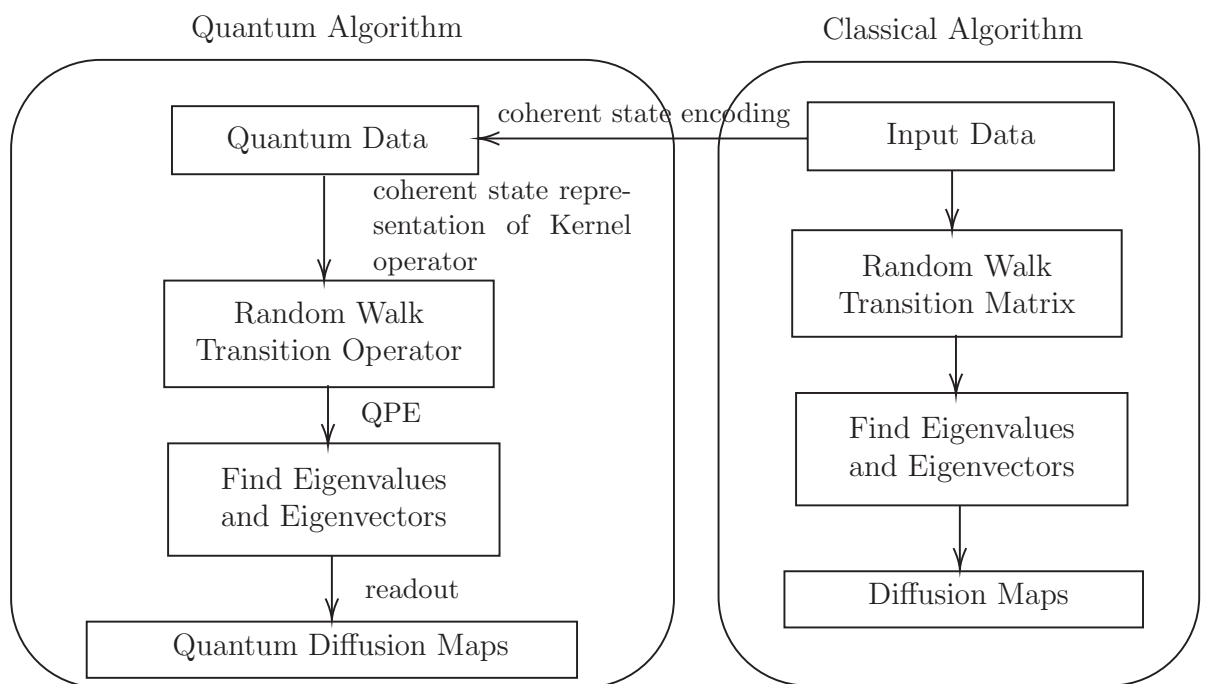 Quantum Algorithm
Classical Algorithm
coherent state encoding
Quantum Data
Input Data
coherent state repre-
sentation of Kernel
operator
Random Walk
Transition Operator
QPE
Find Eigenvalues
and Eigenvectors
readout
Quantum Diffusion Maps
Random Walk
Transition Matrix
Find Eigenvalues
and Eigenvectors
Diffusion Maps